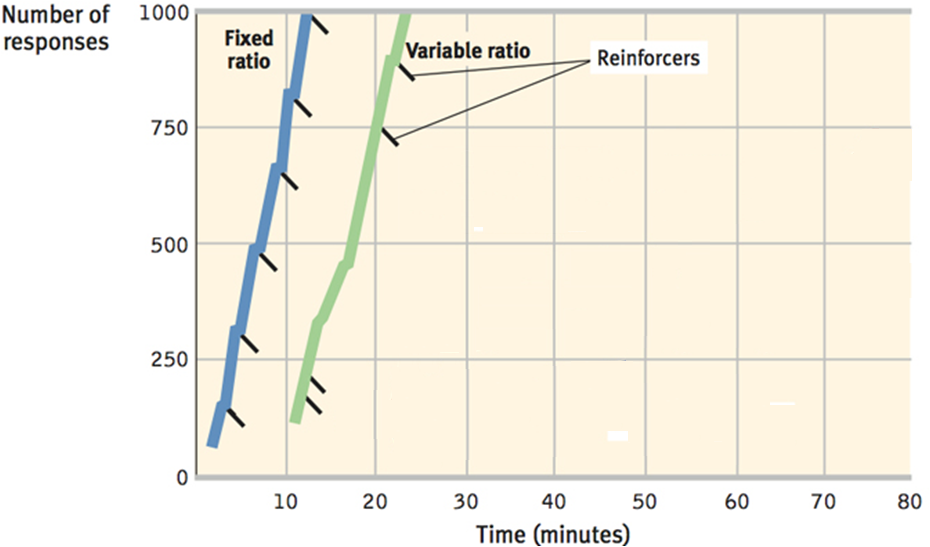 Number of
responses
1000
750
500
250
0
Fixed
ratio
Variable ratio
Reinforcers
10 20 30 40 50 60 70 80
Time (minutes)